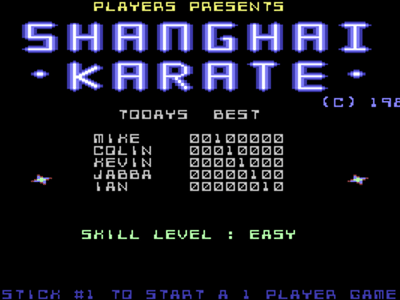 PLAYERS PRESENTS
SHANGHAI
· KARATE ·
(C) 198
TODAYS BEST
MIKE 00100000
COLIN 00010000
KEVIN 00001000
JABBA 00000100
IAN 00000010
SKILL LEVEL : EASY
STICK #1 TO START A 1 PLAYER GAME